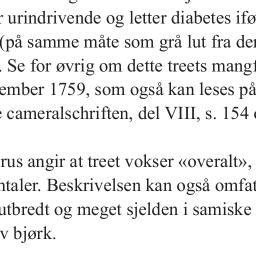 urindrivende og letter diabetes ifø
(på samme måte som grå lut fra der
. Se for øvrig om dette treets mangf
ember 1759, som også kan leses på
cameralschriften, del VIII, s. 154
rus angir at treet vokser «overalt»,
ntaler. Beskrivelsen kan også omfat
utbredt og meget sjelden i samiske
v bjørk.